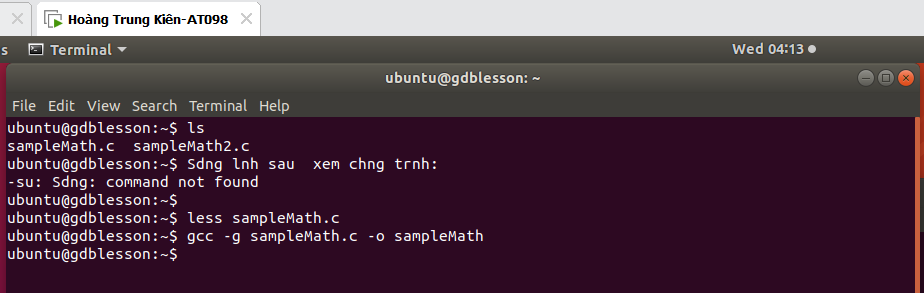 Hoàng Trung Kiên-AT098
s Terminal Wed 04:13
ubuntu@gdblesson: ~
File Edit View Search Terminal Help
ubuntu@gdblesson:~$ ls
sampleMath.c  sampleMath2.c
ubuntu@gdblesson:~$ Sdng lnh sau  xem chng trnh:
-su: Sdng: command not found
ubuntu@gdblesson:~$
ubuntu@gdblesson:~$ less sampleMath.c
ubuntu@gdblesson:~$ gcc -g sampleMath.c -o sampleMath
ubuntu@gdblesson:~$